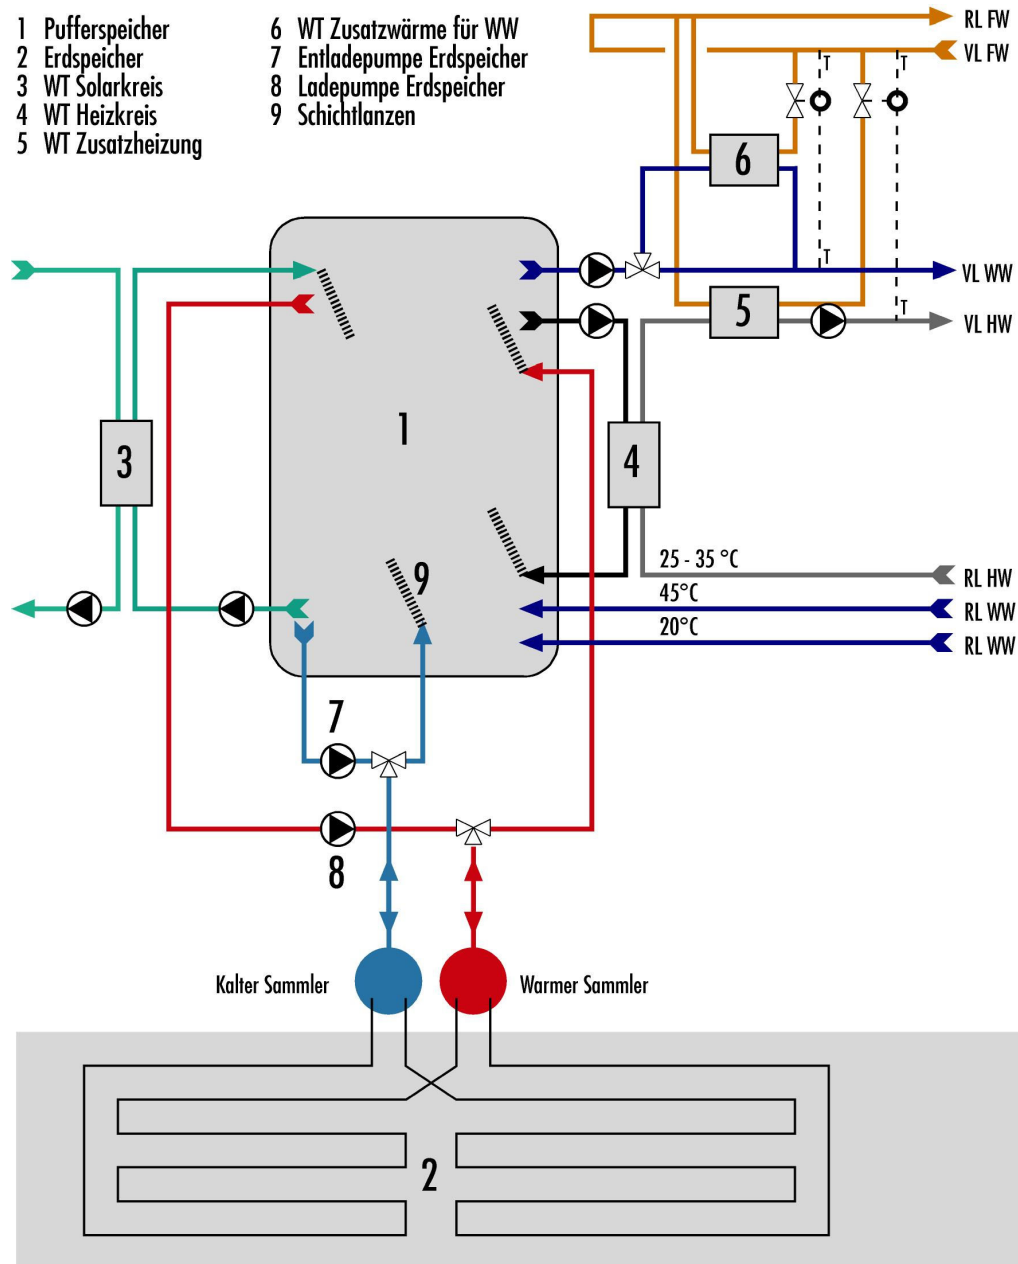 1 Pufferspeicher
2 Erdspeicher
3 WT Solarkreis
4 WT Heizkreis
5 WT Zusatzheizung
6 WT Zusatzwärme für WW
7 Entladepumpe Erdspeicher
8 Ladepumpe Erdspeicher
9 Schichtlanzen
RL FW
VL FW
T
T
6
T
VL WW
5
T
VL HW
1
3
4
9
25 - 35 °C
RL HW
45°C
RL WW
20°C
RL WW
7
8
Kalter Sammler
Warmer Sammler
2